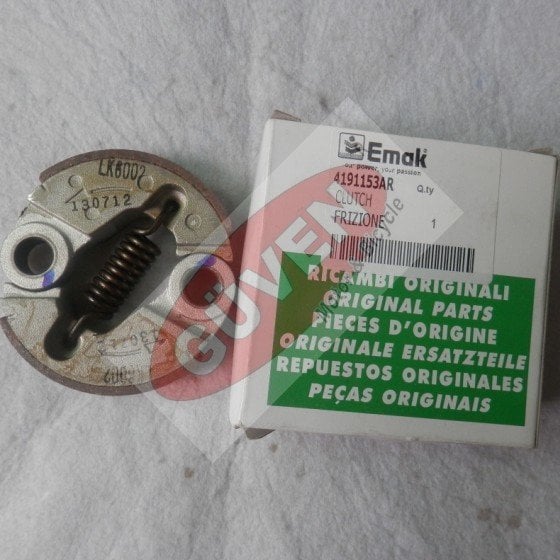 LKB002
130712
Emak
our power, your passion
4191153AR Q.ty
CLUTCH
FRIZIONE 1
RICAMBI ORIGINALI
ORIGINAL PARTS
PIECES D'ORIGINE
ORIGINALE ERSATZTEILE
REPUESTOS ORIGINALES
PEÇAS ORIGINAIS
GÜVEN